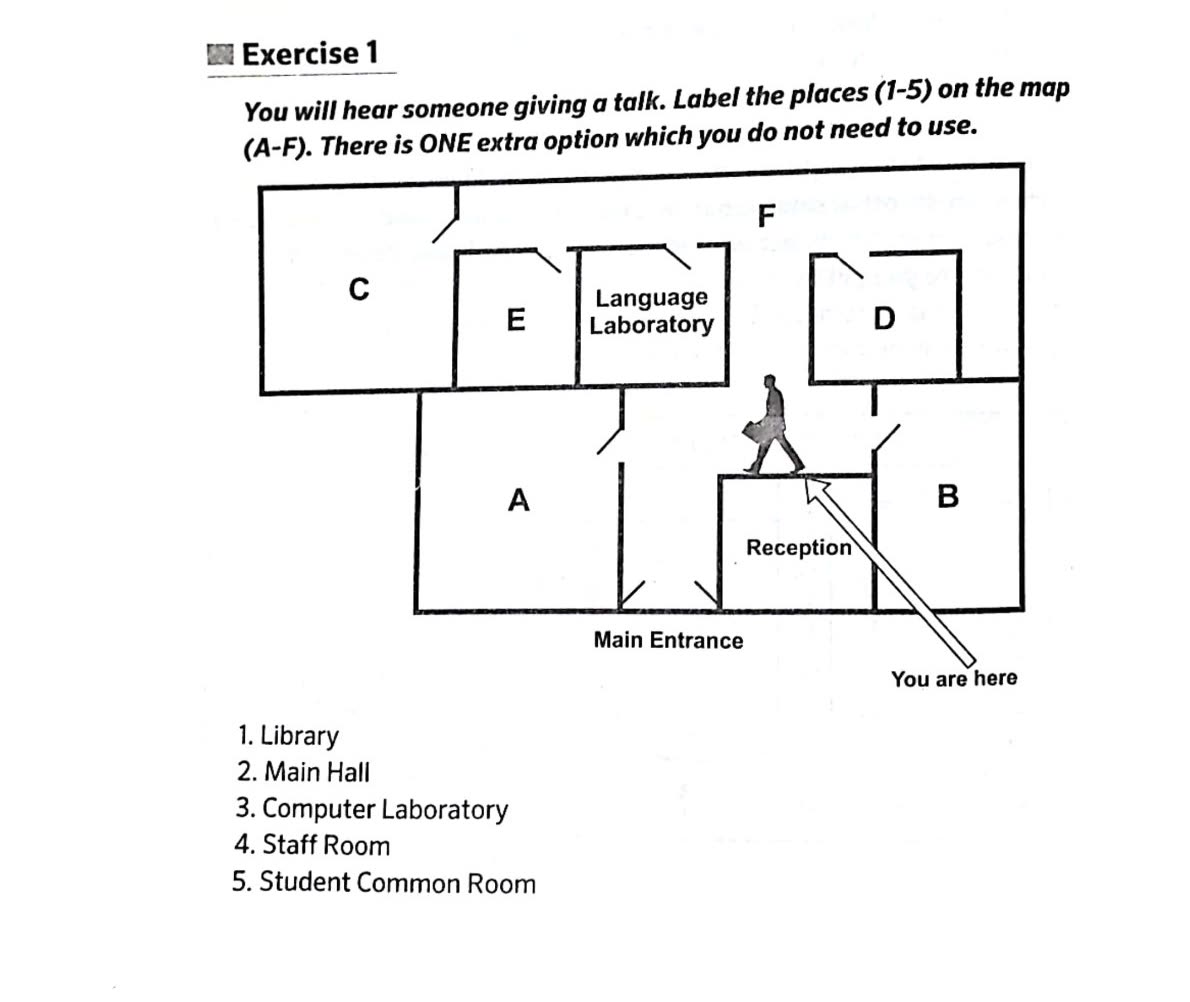 Exercise 1
You will hear someone giving a talk. Label the places (1-5) on the map
(A-F). There is ONE extra option which you do not need to use.
F
C
E
Language
Laboratory
D
A
B
Reception
Main Entrance
You are here
1. Library
2. Main Hall
3. Computer Laboratory
4. Staff Room
5. Student Common Room